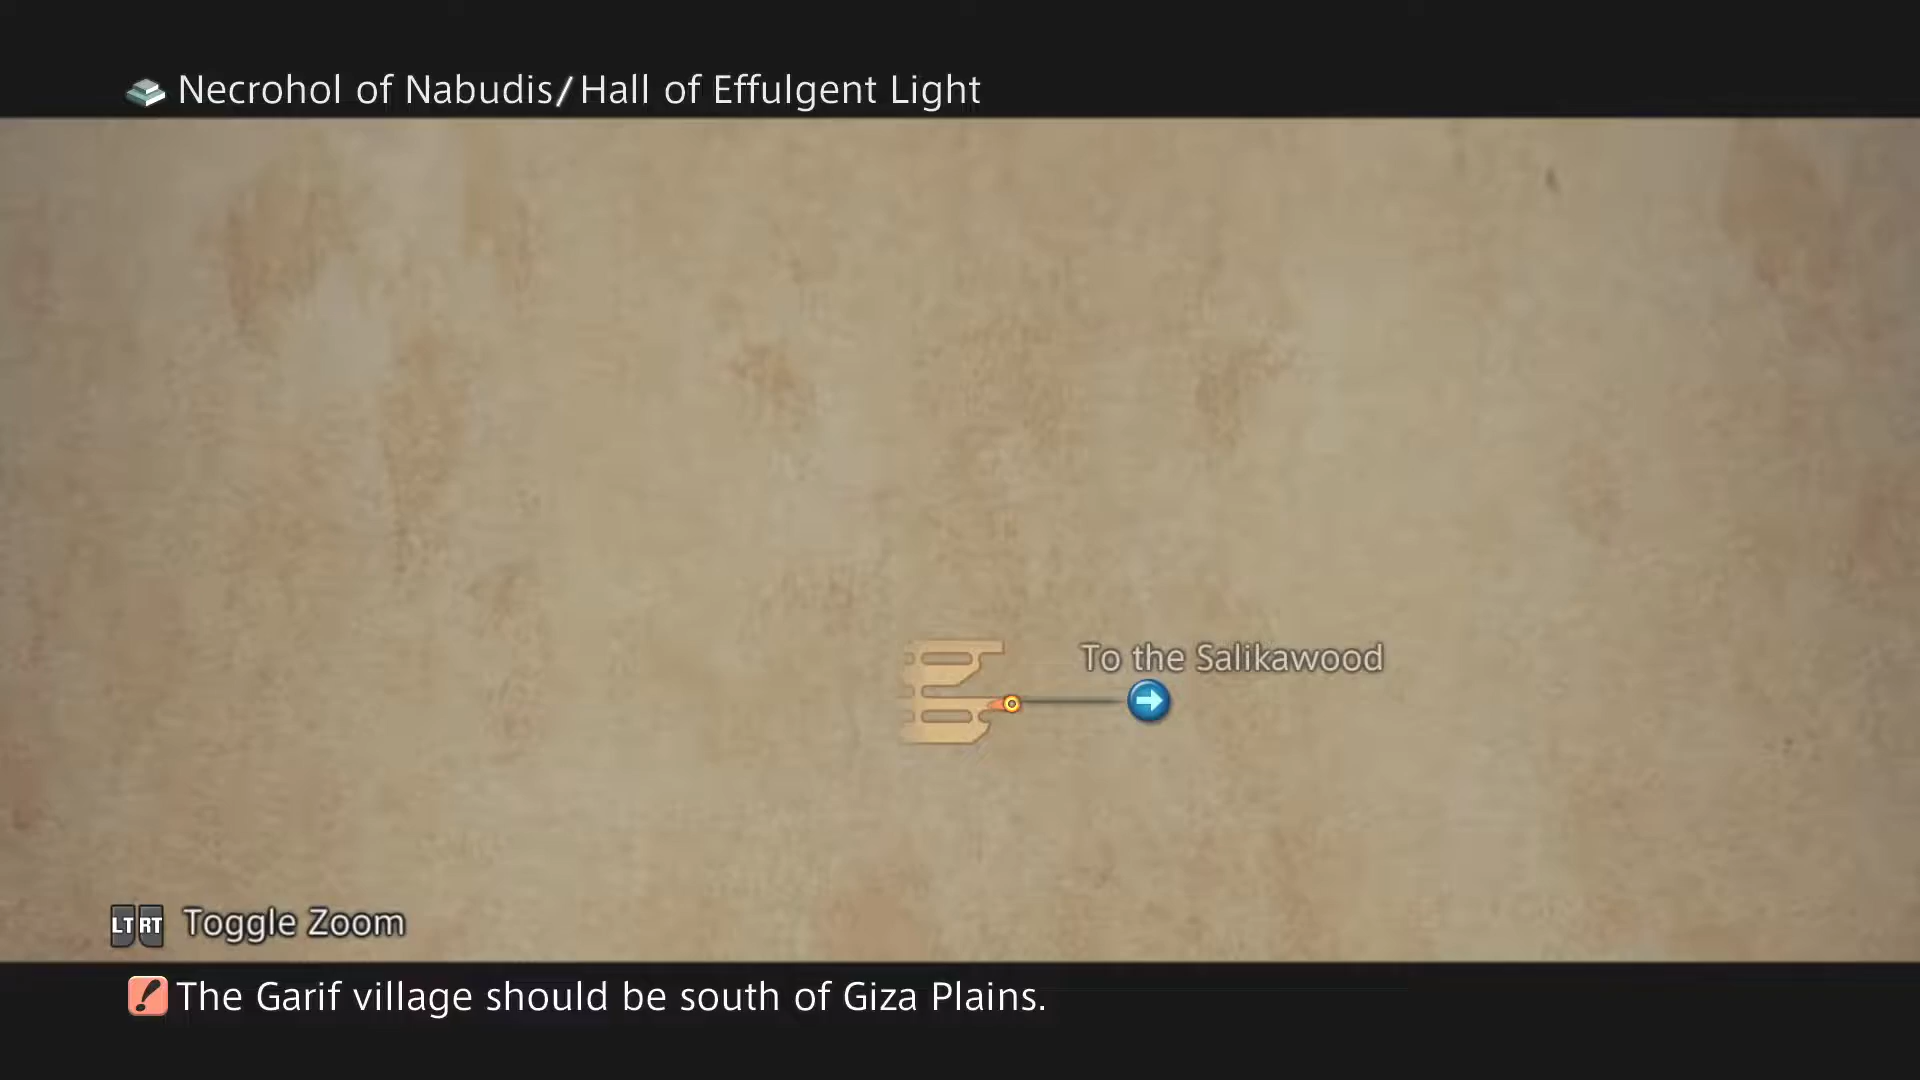 Necrohol of Nabudis/Hall of Effulgent Light
To the Salikawood
LT RT Toggle Zoom
The Garif village should be south of Giza Plains.